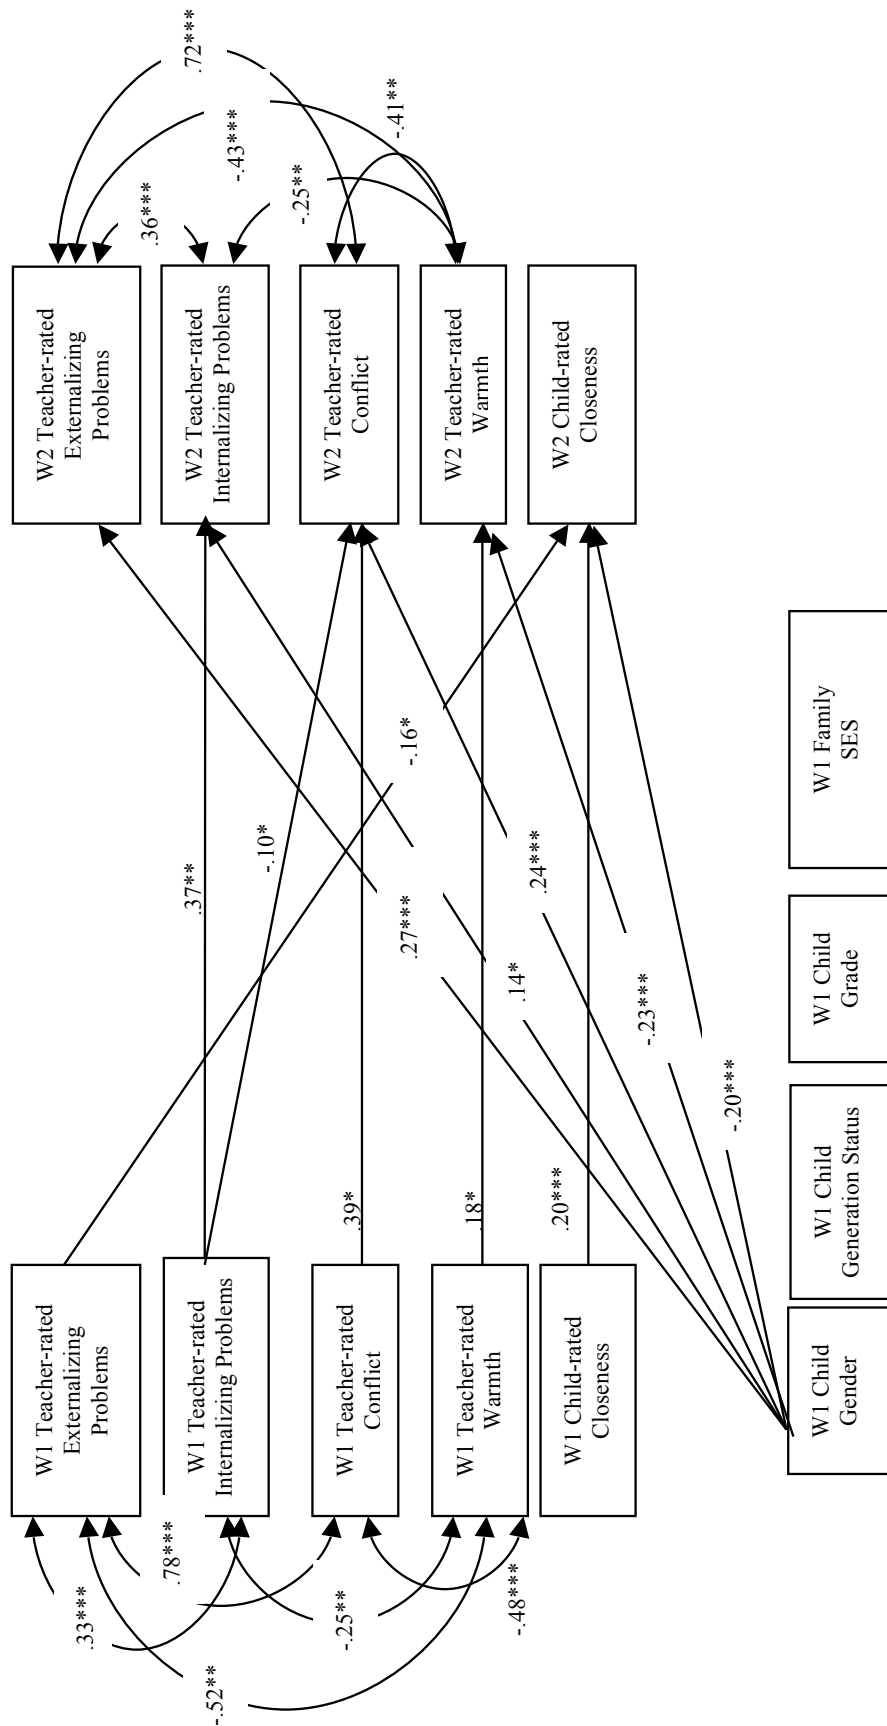 W1 Teacher-rated
Externalizing
Problems
W1 Teacher-rated
Internalizing Problems
W1 Teacher-rated
Conflict
W1 Teacher-rated
Warmth
W1 Child-rated
Closeness
W2 Teacher-rated
Externalizing
Problems
W2 Teacher-rated
Internalizing Problems
W2 Teacher-rated
Conflict
W2 Teacher-rated
Warmth
W2 Child-rated
Closeness
W1 Child
Gender
W1 Child
Generation Status
W1 Child
Grade
W1 Family
SES
.33***
-.52**
.78***
-.25**
-.48***
.37**
-.10*
.39*
.18*
.20***
-.16*
.27***
.14*
.24***
-.23***
-.20***
.72***
-.43***
.36***
-.25**
-.41**